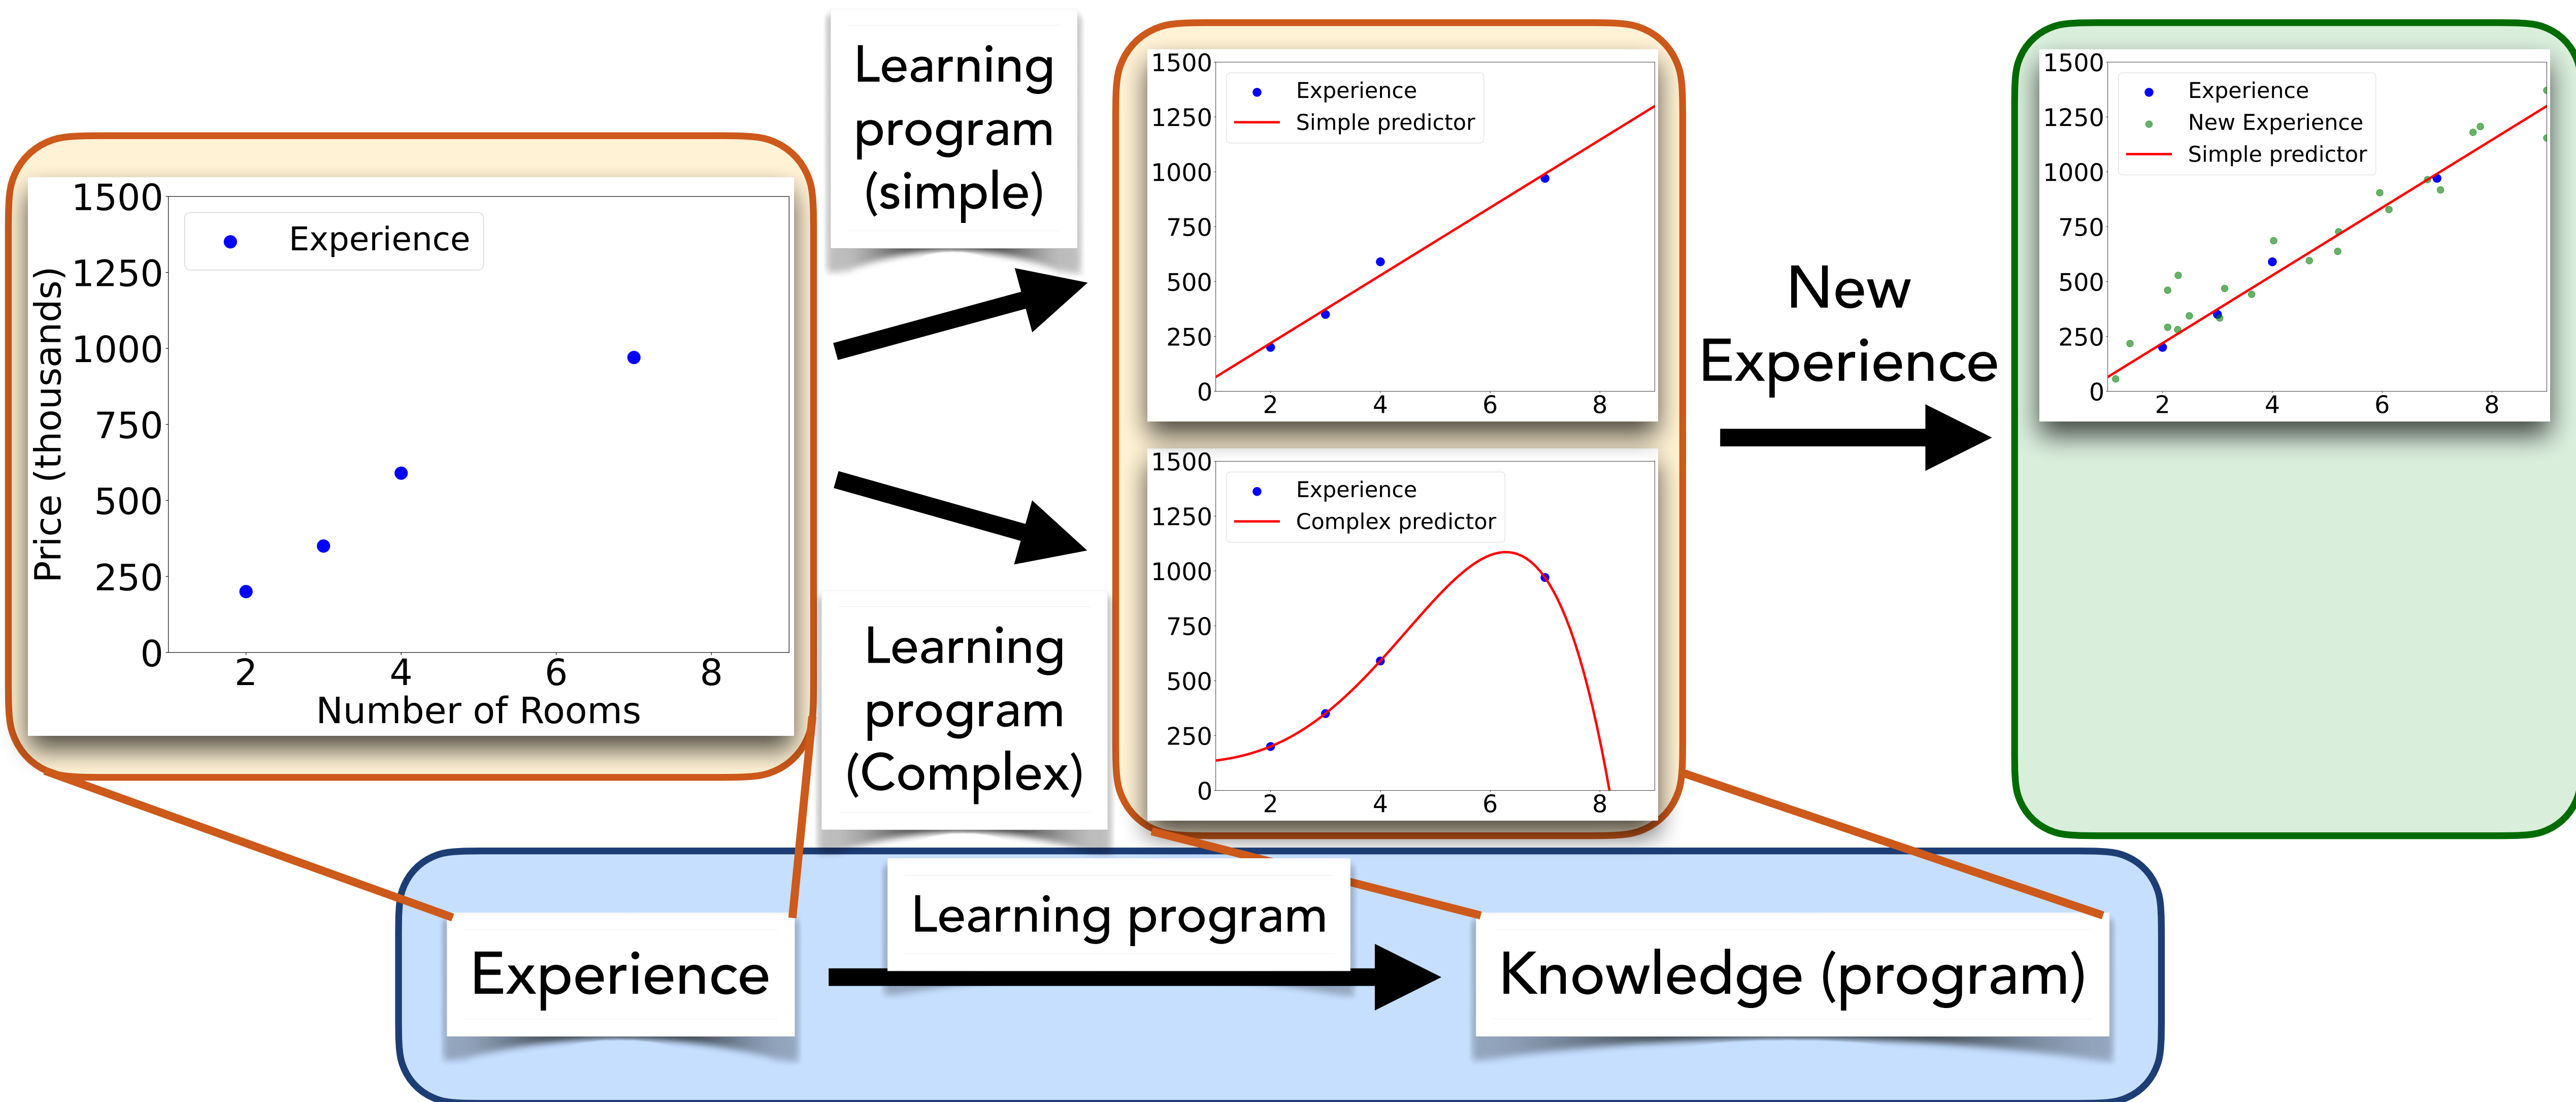 1500
1250
1000
750
500
250
0
Price (thousands)
Experience
2 4 6 8
Number of Rooms
Learning
program
(simple)
Learning
program
(Complex)
1500
1250
1000
750
500
250
0
Experience
Simple predictor
2 4 6 8
1500
1250
1000
750
500
250
0
Experience
Complex predictor
2 4 6 8
New
Experience
1500
1250
1000
750
500
250
0
Experience
New Experience
Simple predictor
2 4 6 8
Experience
Learning program
Knowledge (program)